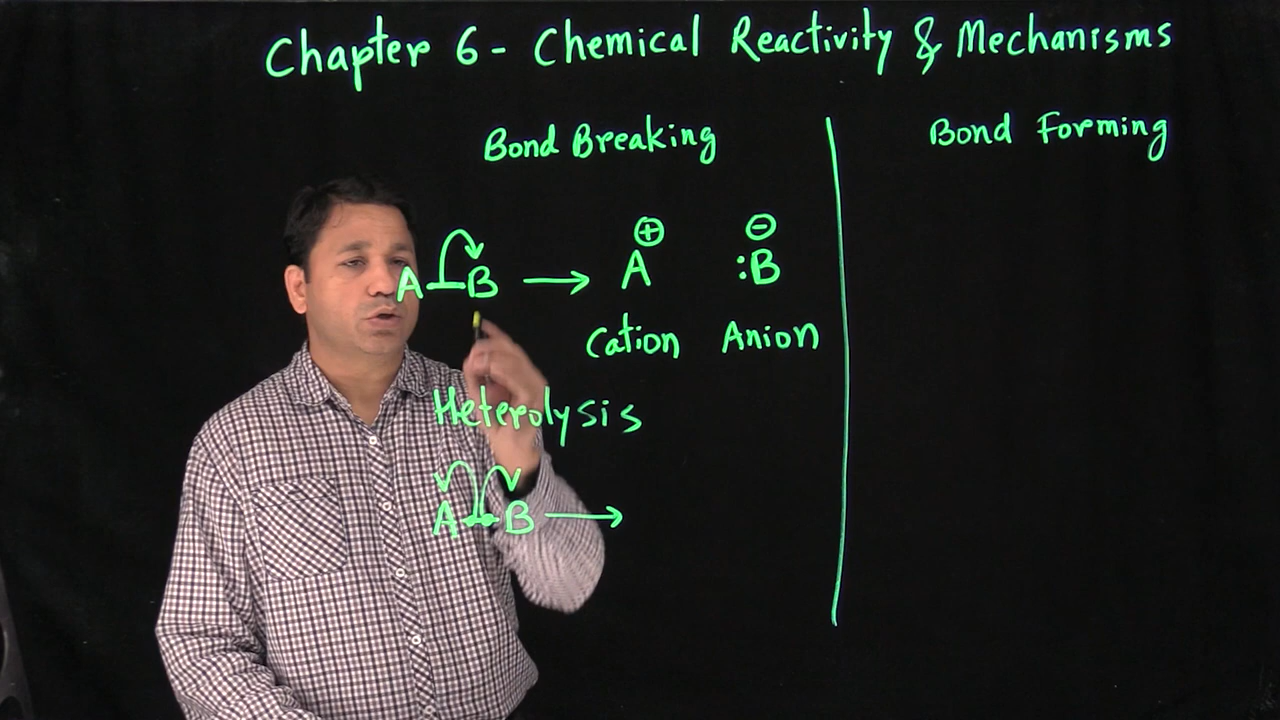 Chapter 6 - Chemical Reactivity & Mechanisms
Bond Breaking
Bond Forming
⊕ ⊖
A—B ⟶ A :B
Cation Anion
Heterolysis
A—B ⟶